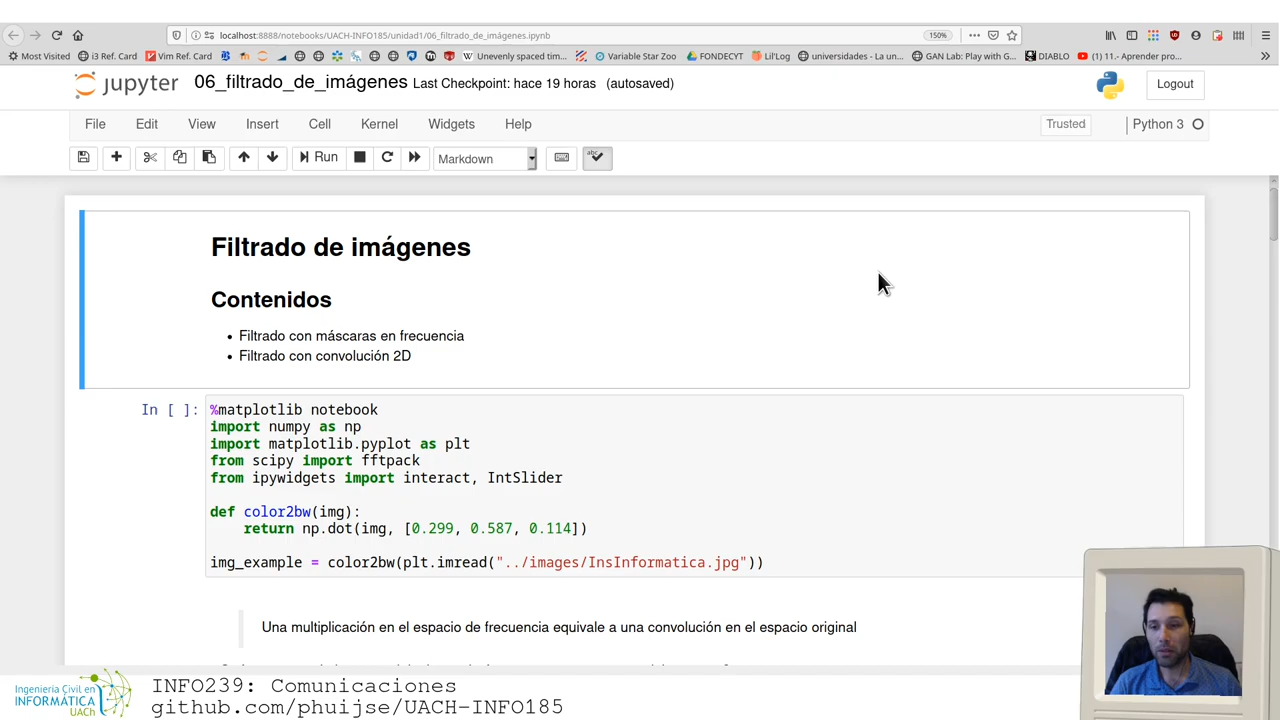 localhost:8888/notebooks/UACH-INFO185/unidad1/06_filtrado_de_imágenes.ipynb
150%
Most Visited
i3 Ref. Card
Vim Ref. Card
Unevenly spaced tim...
Variable Star Zoo
FONDECYT
Lil'Log
universidades - La un...
GAN Lab: Play with G...
DIABLO
(1) 11.- Aprender pro...
jupyter
06_filtrado_de_imágenes
Last Checkpoint: hace 19 horas (autosaved)
Logout
File
Edit
View
Insert
Cell
Kernel
Widgets
Help
Trusted
Python 3
Run
Markdown
Filtrado de imágenes
Contenidos
• Filtrado con máscaras en frecuencia
• Filtrado con convolución 2D
In [ ]:
%matplotlib notebook
import numpy as np
import matplotlib.pyplot as plt
from scipy import fftpack
from ipywidgets import interact, IntSlider
def color2bw(img):
return np.dot(img, [0.299, 0.587, 0.114])
img_example = color2bw(plt.imread("../images/InsInformatica.jpg"))
Una multiplicación en el espacio de frecuencia equivale a una convolución en el espacio original
Ingeniería Civil en
INFORMÁTICA
UACh
INFO239: Comunicaciones
github.com/phuijse/UACH-INFO185